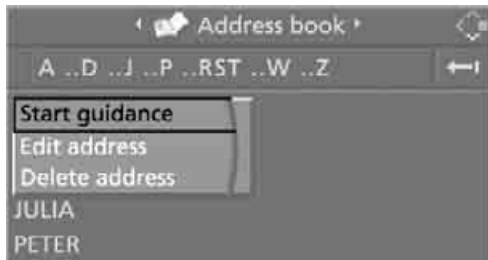 Address book
A ..D ..J ..P ..RST ..W ..Z
Start guidance
Edit address
Delete address
JULIA
PETER